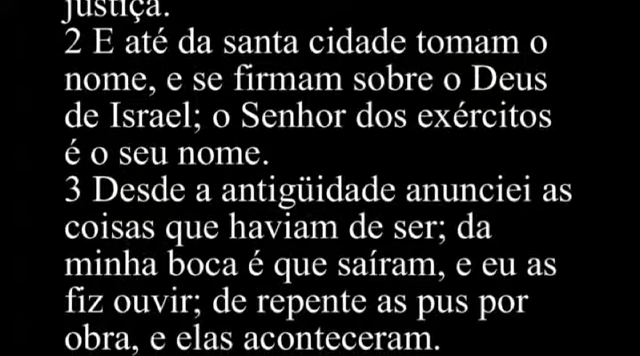 justiça.
2 E até da santa cidade tomam o
nome, e se firmam sobre o Deus
de Israel; o Senhor dos exércitos
é o seu nome.
3 Desde a antigüidade anunciei as
coisas que haviam de ser; da
minha boca é que saíram, e eu as
fiz ouvir; de repente as pus por
obra, e elas aconteceram.